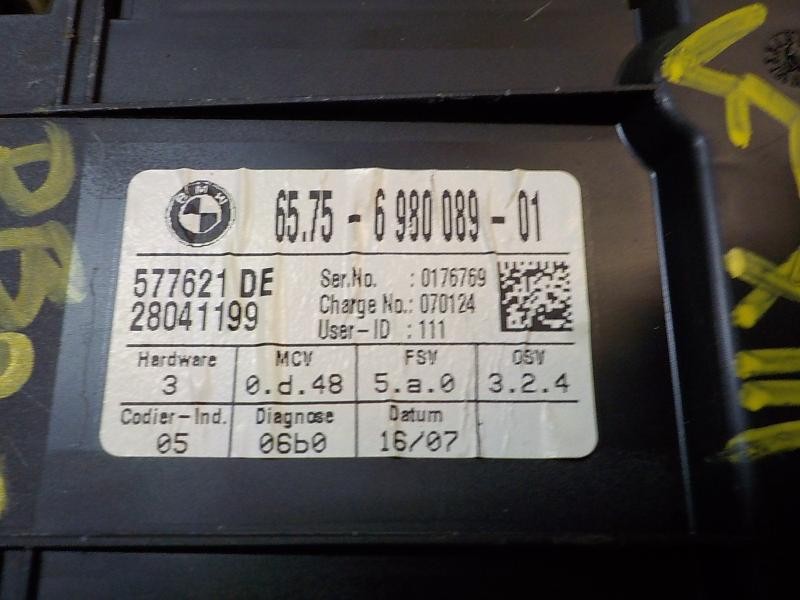 BMW
65.75 - 6 980 089 - 01
577621 DE
28041199
Ser.No. : 0176769
Charge No.: 070124
User-ID : 111
Hardware MCV FSV OSV
3 0.d.48 5.a.0 3.2.4
Codier-Ind. Diagnose Datum
05 06b0 16/07